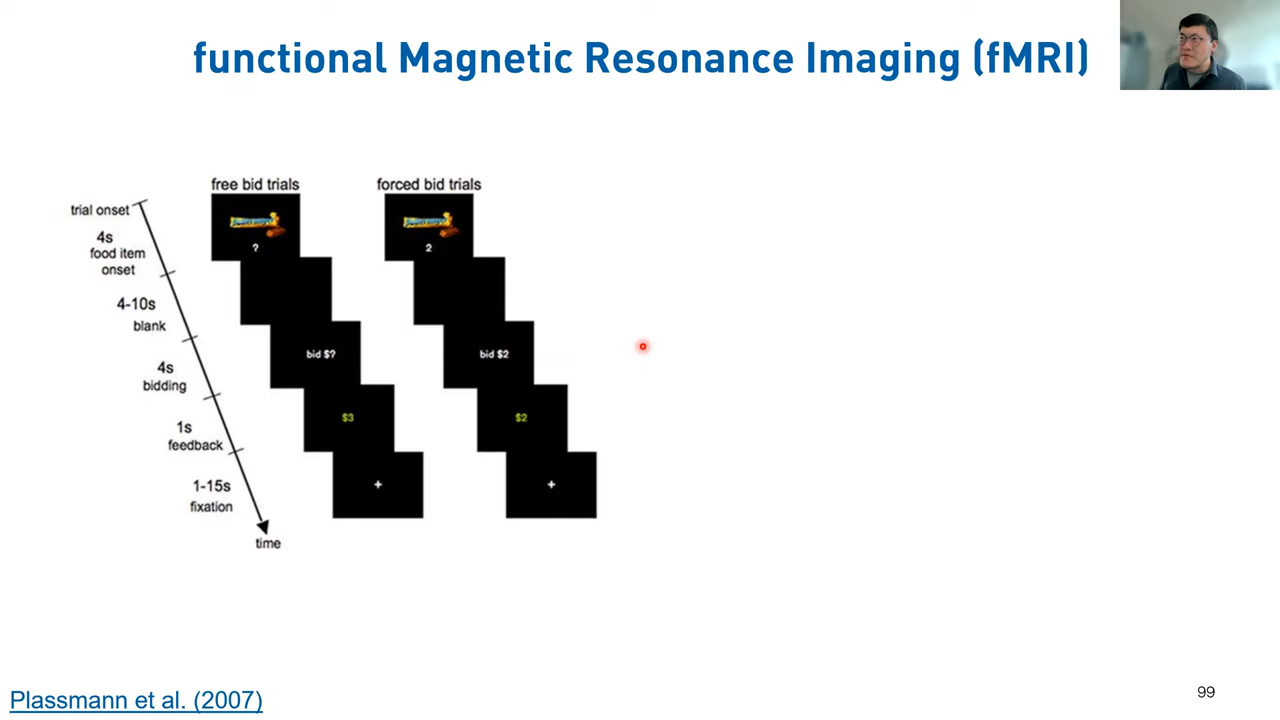 functional Magnetic Resonance Imaging (fMRI)
free bid trials
forced bid trials
trial onset
4s
food item
onset
4-10s
blank
4s
bidding
1s
feedback
1-15s
fixation
time
?
bid $?
$3
+
2
bid $2
$2
+
Plassmann et al. (2007)
99